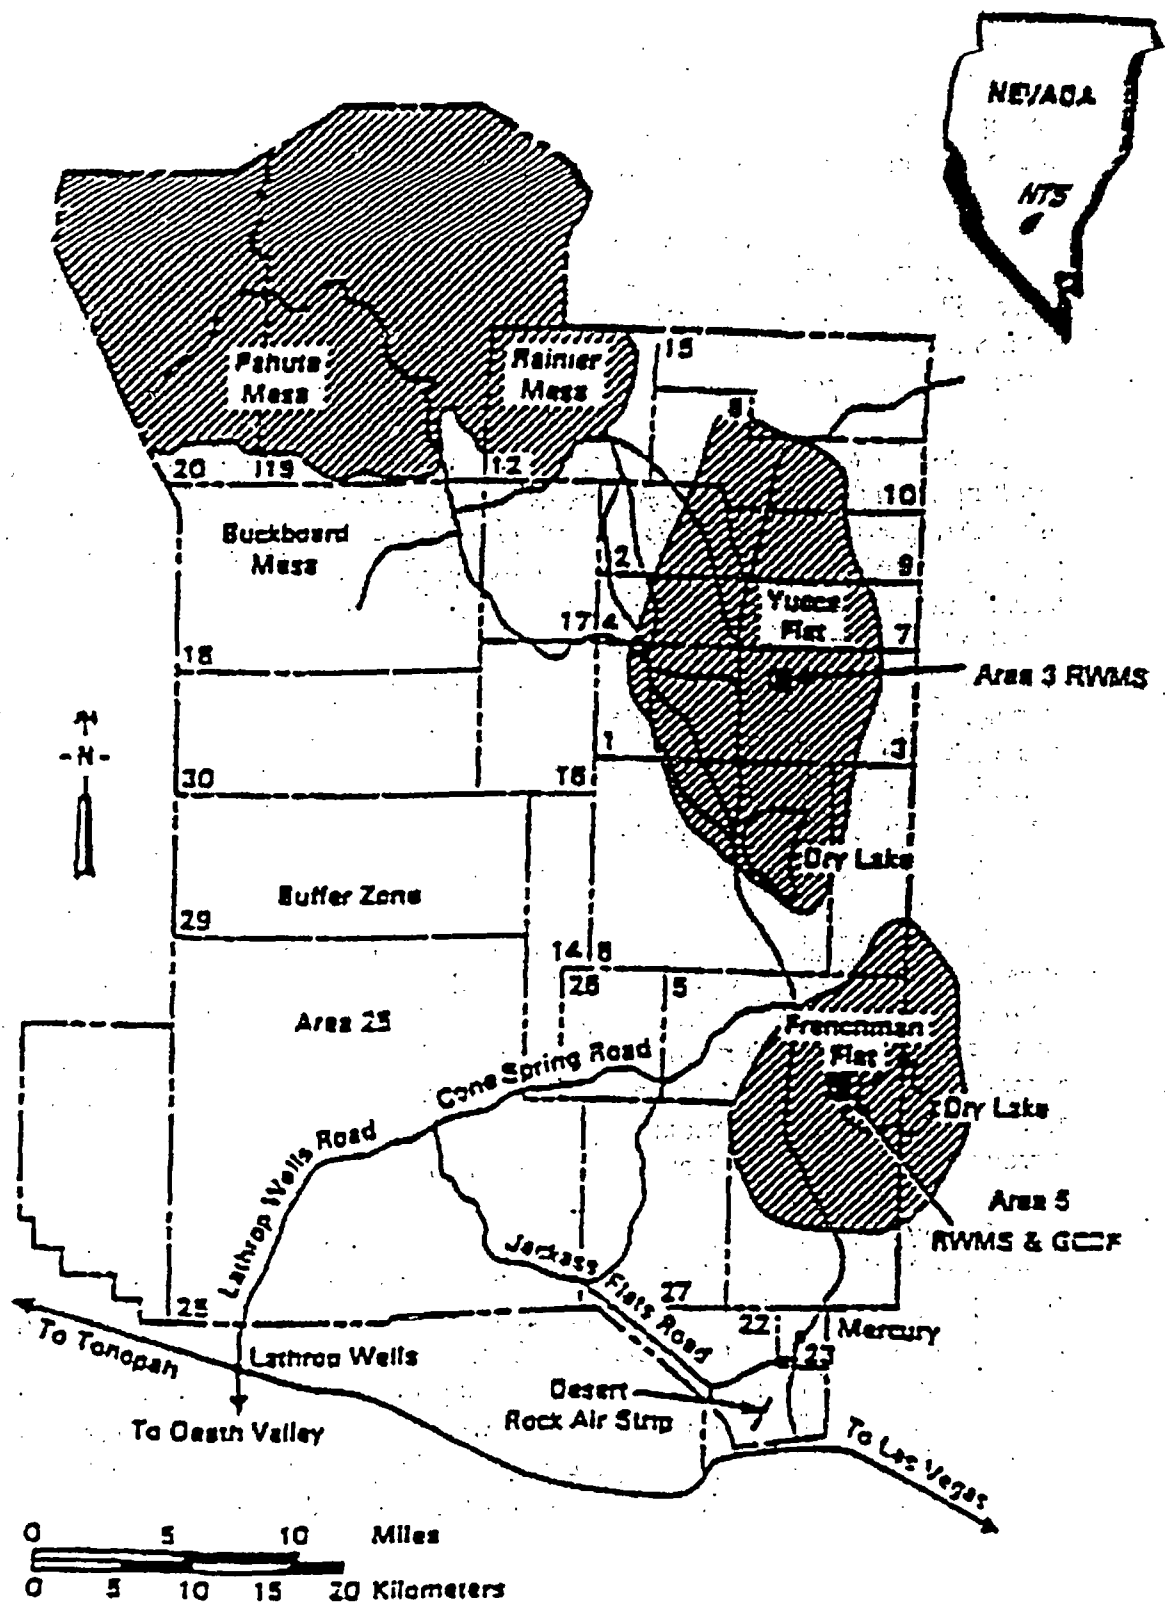 NEVADA
NTS
Pahute
Mesa
Rainier
Mesa
15
8
20
19
12
10
Buckboard
Mesa
2
9
Yucca
Flat
17
4
7
18
Area 3 RWMS
N
1
3
30
16
Dry Lake
Buffer Zone
29
14
6
26
5
Area 25
Frenchman
Flat
Cane Spring Road
Dry Lake
Lathrop Wells Road
Area 5
RWMS & GCDF
Jackass Flats Road
25
27
22
Mercury
23
To Tonopah
Lathrop Wells
Desert
Rock Air Strip
To Death Valley
To Las Vegas
0 5 10 Miles
0 5 10 15 20 Kilometers